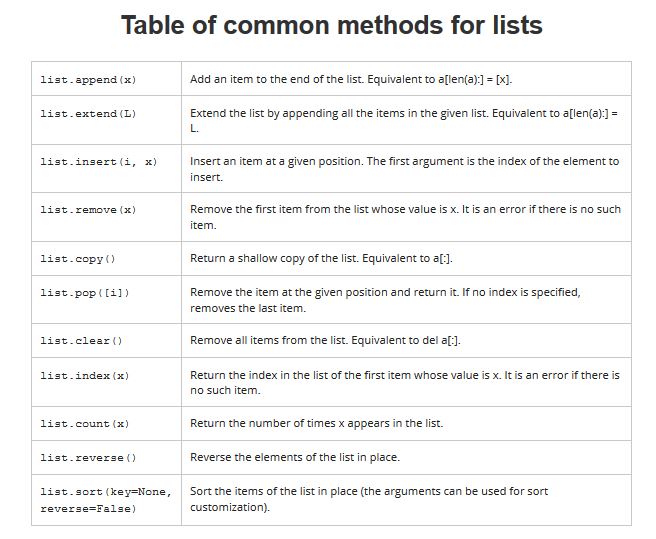 Table of common methods for lists
list.append(x)
Add an item to the end of the list. Equivalent to a[len(a):] = [x].
list.extend(L)
Extend the list by appending all the items in the given list. Equivalent to a[len(a):] =
L.
list.insert(i, x)
Insert an item at a given position. The first argument is the index of the element to
insert.
list.remove(x)
Remove the first item from the list whose value is x. It is an error if there is no such
item.
list.copy()
Return a shallow copy of the list. Equivalent to a[:].
list.pop([i])
Remove the item at the given position and return it. If no index is specified,
removes the last item.
list.clear()
Remove all items from the list. Equivalent to del a[:].
list.index(x)
Return the index in the list of the first item whose value is x. It is an error if there is
no such item.
list.count(x)
Return the number of times x appears in the list.
list.reverse()
Reverse the elements of the list in place.
list.sort(key=None,
reverse=False)
Sort the items of the list in place (the arguments can be used for sort
customization).